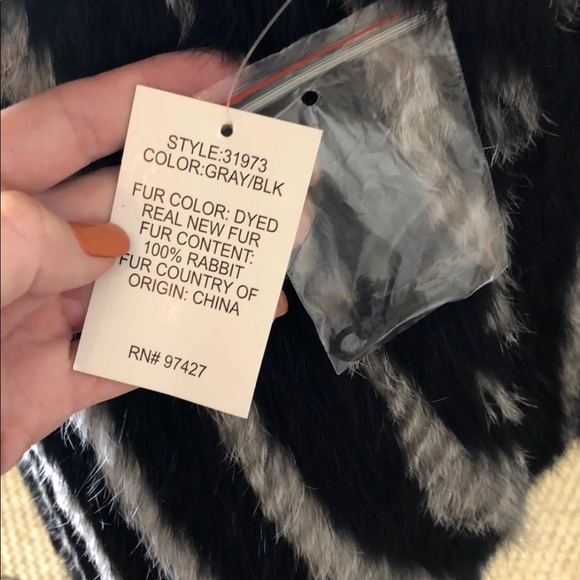 STYLE:31973
COLOR:GRAY/BLK
FUR COLOR: DYED
REAL NEW FUR
FUR CONTENT:
100% RABBIT
FUR COUNTRY OF
ORIGIN: CHINA
RN# 97427